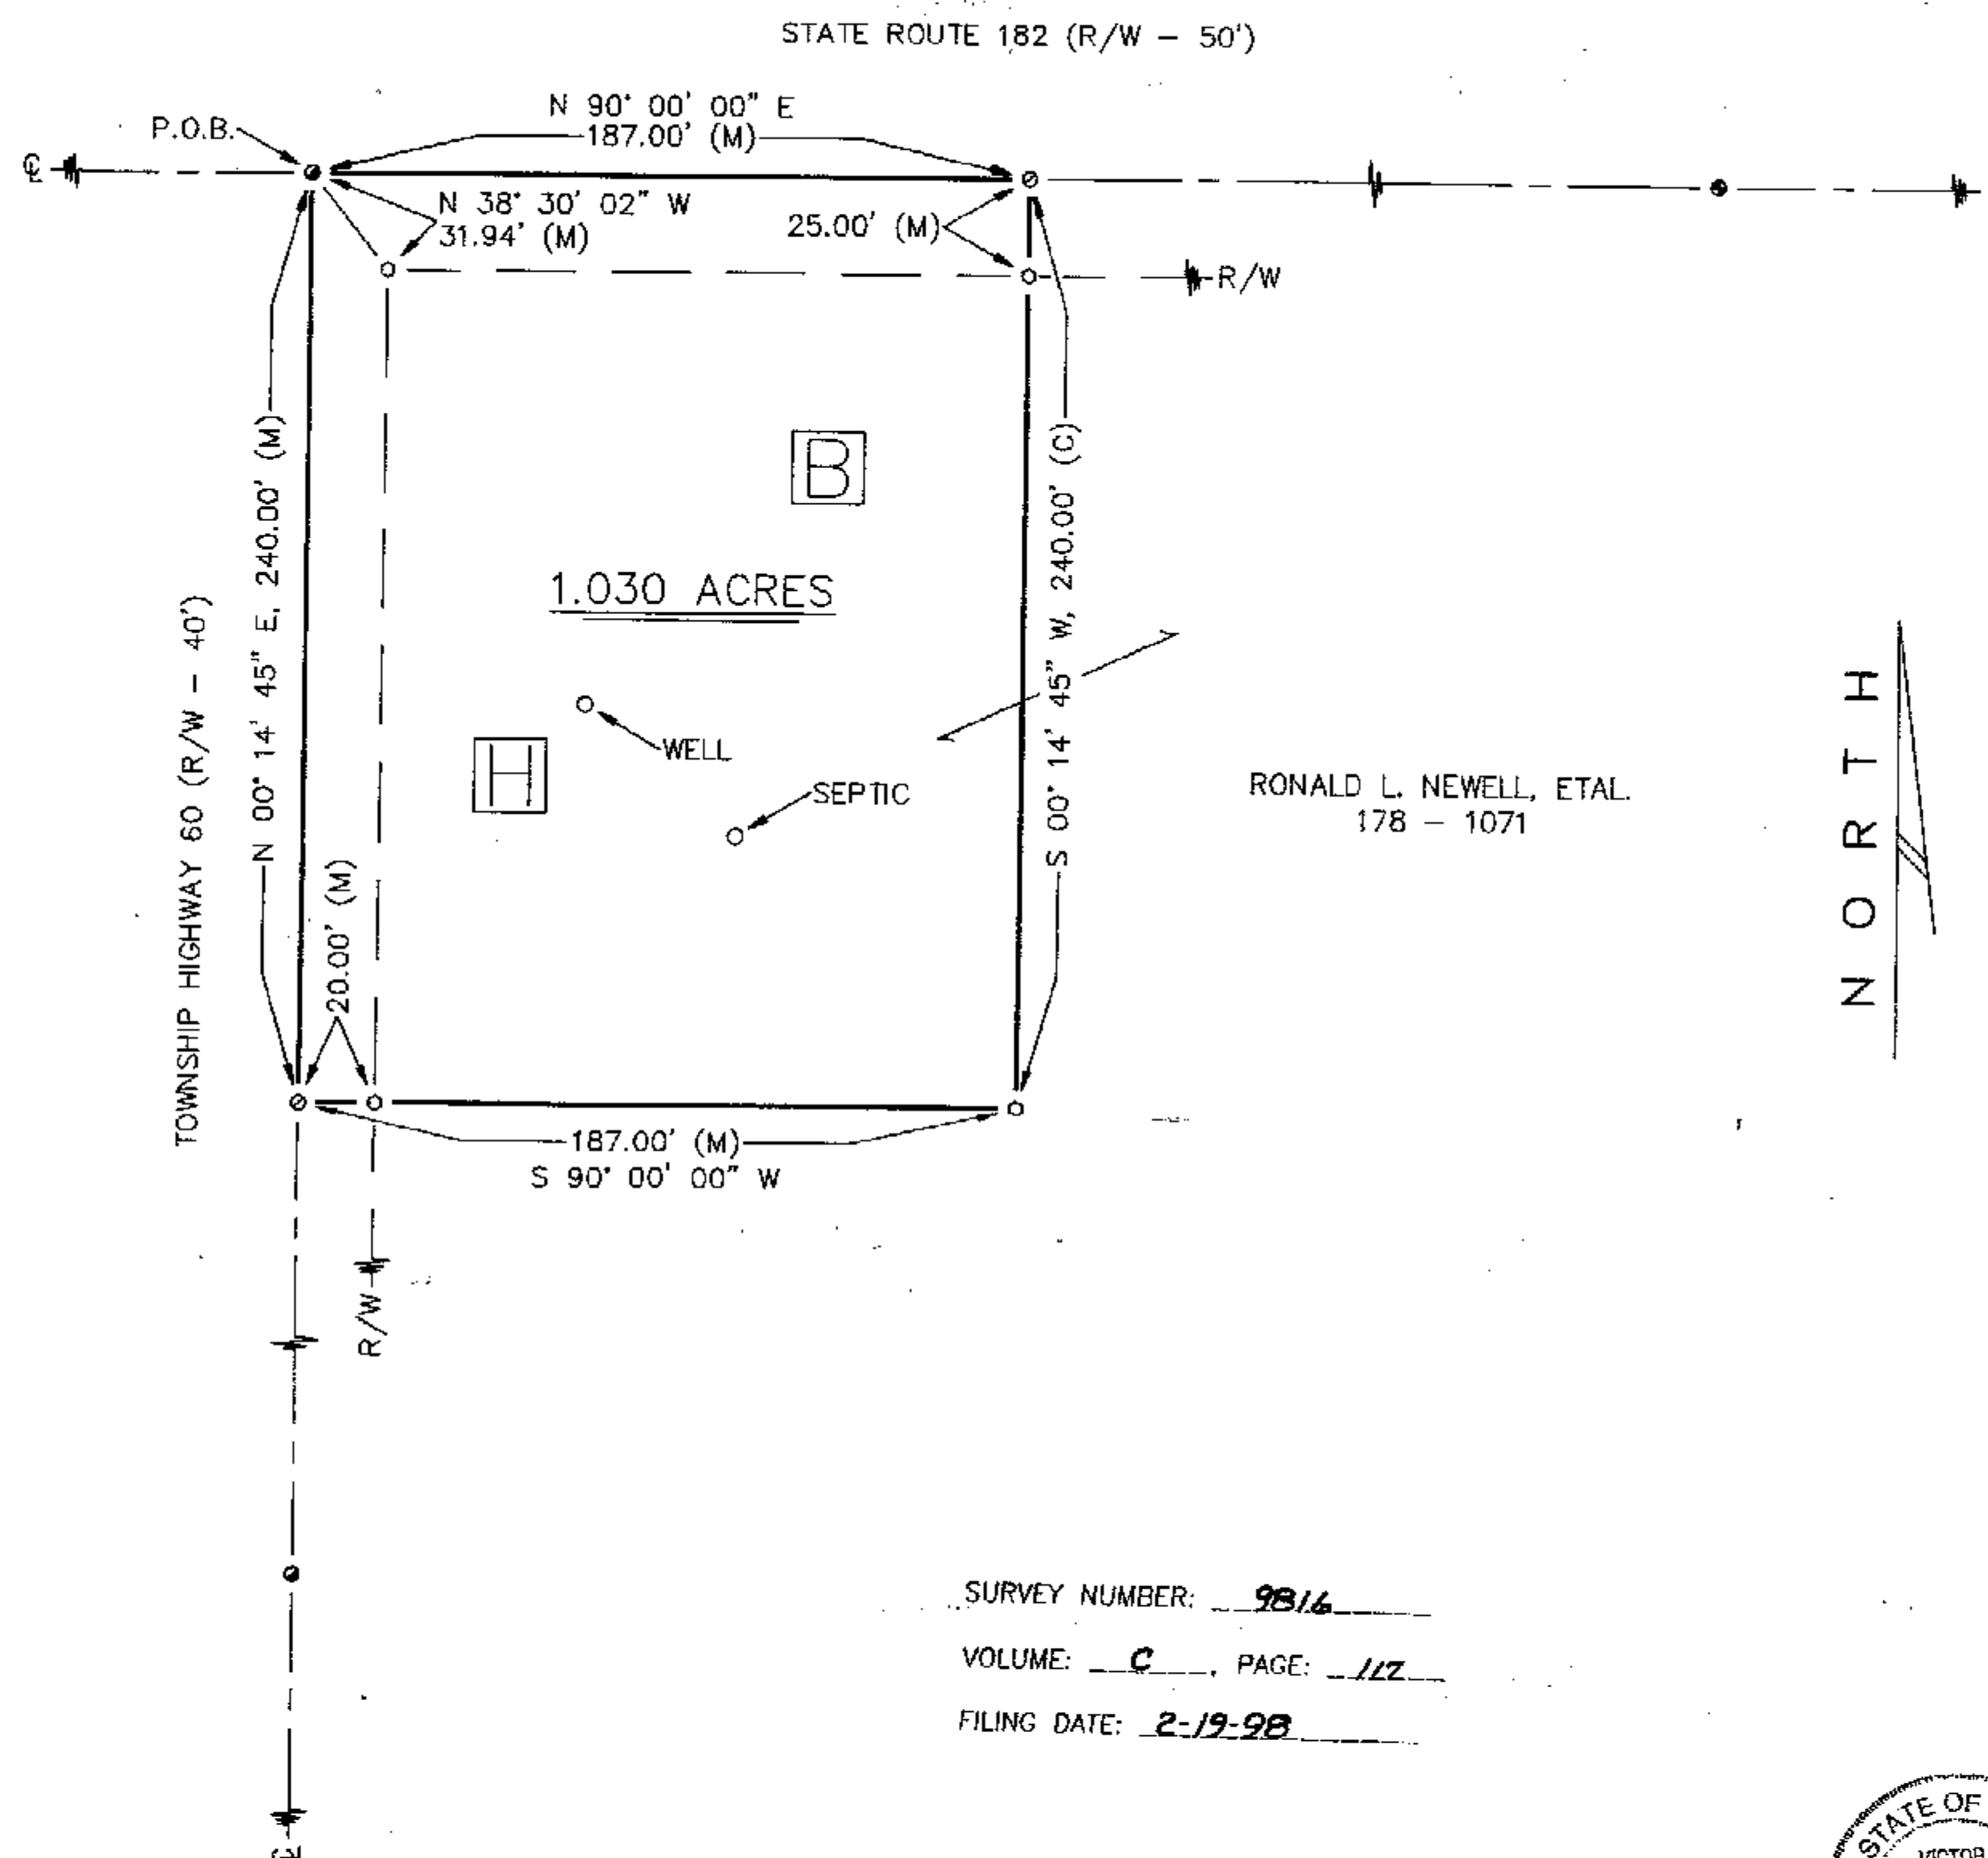 STATE ROUTE 182 (R/W - 50')
N 90° 00' 00" E
187.00' (M)
P.O.B.
℄
N 38° 30' 02" W
31.94' (M)
25.00' (M)
R/W
B
N 00° 14' 45" E, 240.00' (M)
S 00° 14' 45" W, 240.00' (C)
1.030 ACRES
TOWNSHIP HIGHWAY 60 (R/W - 40')
WELL
H
SEPTIC
RONALD L. NEWELL, ETAL.
178 - 1071
NORTH
20.00' (M)
187.00' (M)
S 90° 00' 00" W
R/W
SURVEY NUMBER: 9816
VOLUME: C, PAGE: 112
FILING DATE: 2-19-98
℄
STATE OF
VICTOR